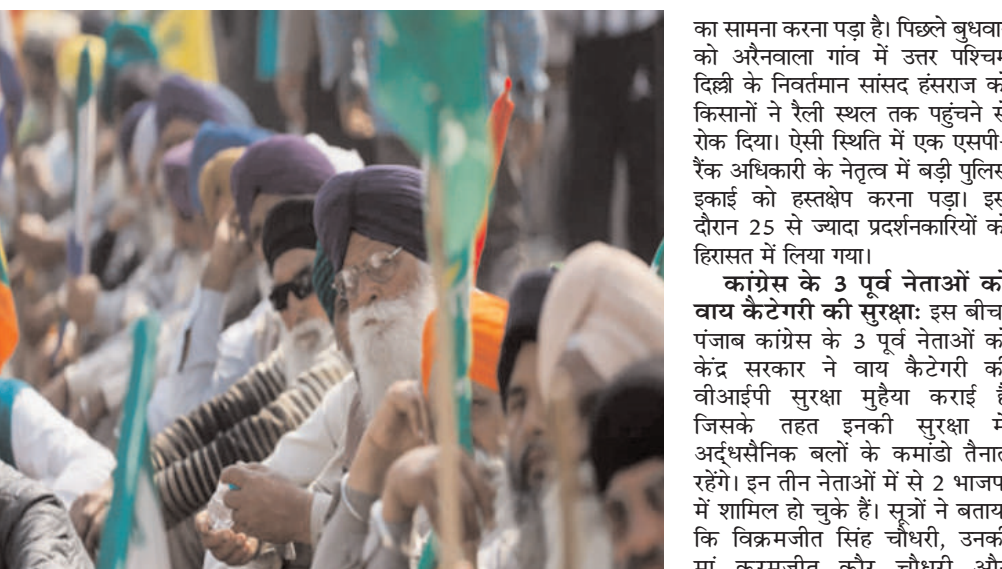 का सामना करना पड़ा है। पिछले
को अरैनवाला गांव में उत्तर पश्चिम
दिल्ली के निवर्तमान सांसद हंसराज
किसानों ने रैली स्थल तक पहुंचने
रोक दिया। ऐसी स्थिति में एक एसपी-
रैंक अधिकारी के नेतृत्व में बड़ी पुलिस
इकाई को हस्तक्षेप करना पड़ा। इस
दौरान 25 से ज्यादा प्रदर्शनकारियों
हिरासत में लिया गया।
कांग्रेस के 3 पूर्व नेताओं
वाय कैटेगरी की सुरक्षाः इस बीच
पंजाब कांग्रेस के 3 पूर्व नेताओं
केंद्र सरकार ने वाय कैटेगरी
वीआईपी सुरक्षा मुहैया कराई
जिसके तहत इनकी सुरक्षा
अर्द्धसैनिक बलों के कमांडो तैनात
रहेंगे। इन तीन नेताओं में से 2 भाजपा
में शामिल हो चुके हैं। सूत्रों ने
कि विक्रमजीत सिंह चौधरी, उनकी
मां करमजीत कौर चौधरी और